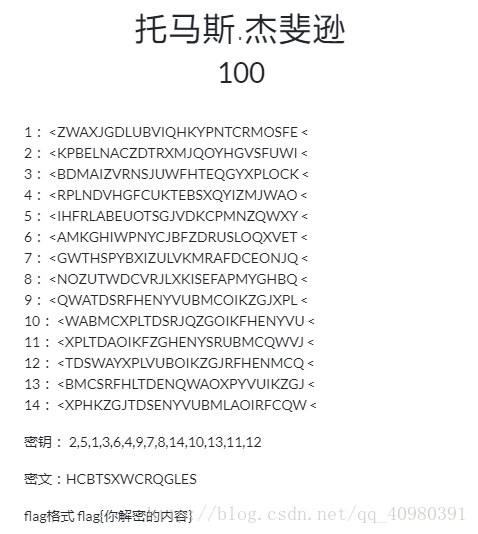 托马斯.杰斐逊
100
1： <ZWAXJGDLUBVIQHKYPNTCRMOSFE <
2： <KPBELNACZDTRXMJQOYHGVSFUWI <
3： <BDMAIZVRNSJUWFHTEQGYXPLOCK <
4： <RPLNDVHGFCUKTEBSXQYIZMJWAO <
5： <IHFRLABEUOTSGJVDKCPMNZQWXY <
6： <AMKGHIWPNYCJBFZDRUSLOQXVET <
7： <GWTHSPYBXIZULVKMRAFDCEONJQ <
8： <NOZUTWDCVRJLXKISEFAPMYGHBQ <
9： <QWATDSRFHENYVUBMCOIKZGJXPL <
10： <WABMCXPLTDSRJQZGOIKFHENYVU <
11： <XPLTDAOIKFZGHENYSRUBMCQWVJ <
12： <TDSWAYXPLVUBOIKZGJRFHENMCQ <
13： <BMCSRFHLTDENQWAOXPYVUIKZGJ <
14： <XPHKZGJTDSENYVUBMLAOIRFCQW <
密钥： 2,5,1,3,6,4,9,7,8,14,10,13,11,12
密文：HCBTSXWCRQGLES
flag格式 flag{你解密的内容}
https://blog.csdn.net/qq_40980391